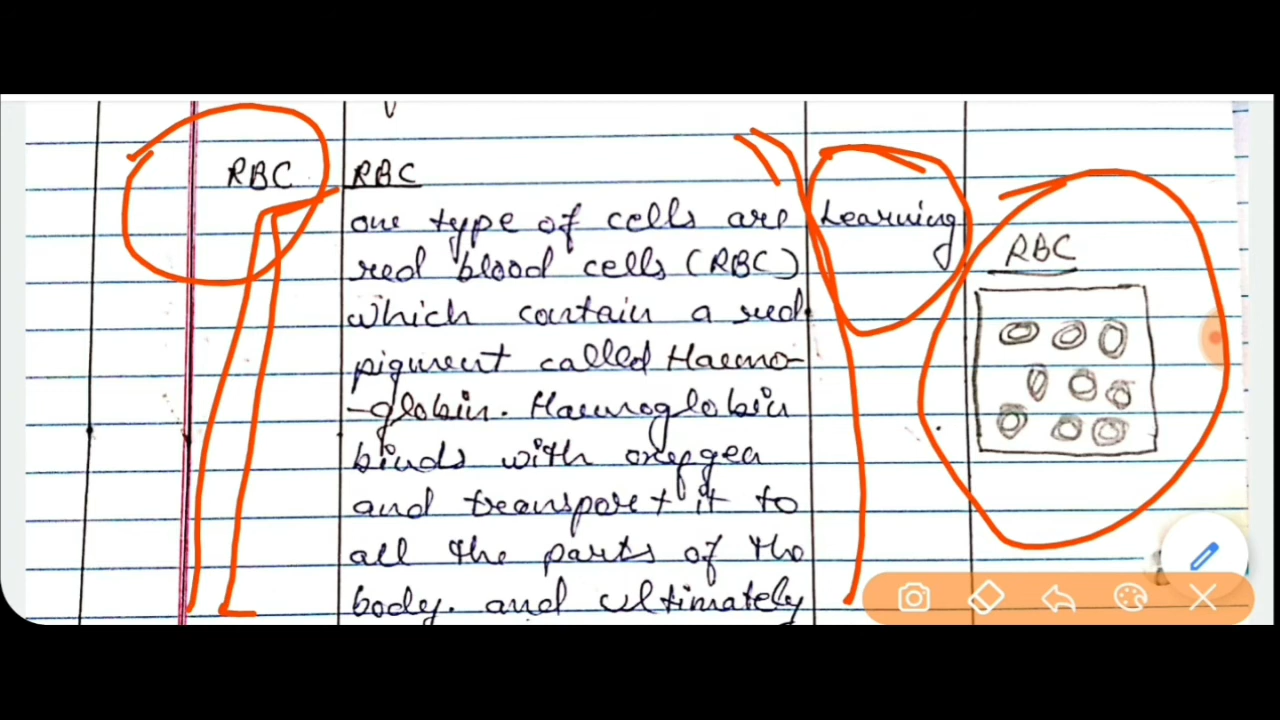 RBC
RBC
one type of cells are
red blood cells (RBC)
which contain a red
pigment called Haemo-
-globin. Haemoglobin
binds with oxygen
and transport it to
all the parts of the
body. and ultimately
Learning
RBC